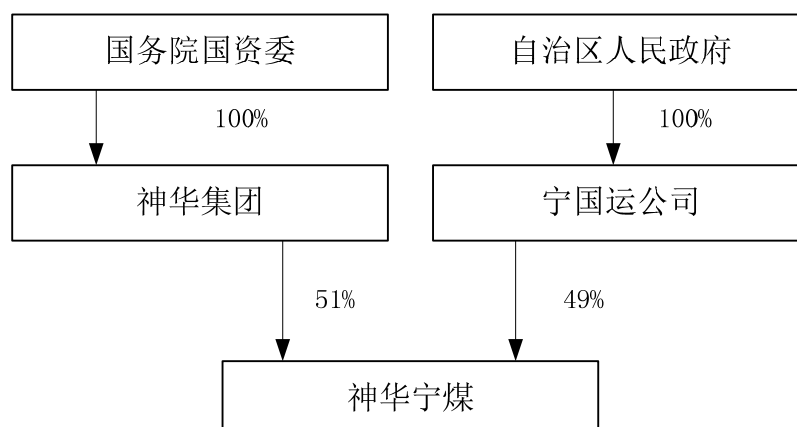 国务院国资委
自治区人民政府
100%
100%
神华集团
宁国运公司
51%
49%
神华宁煤